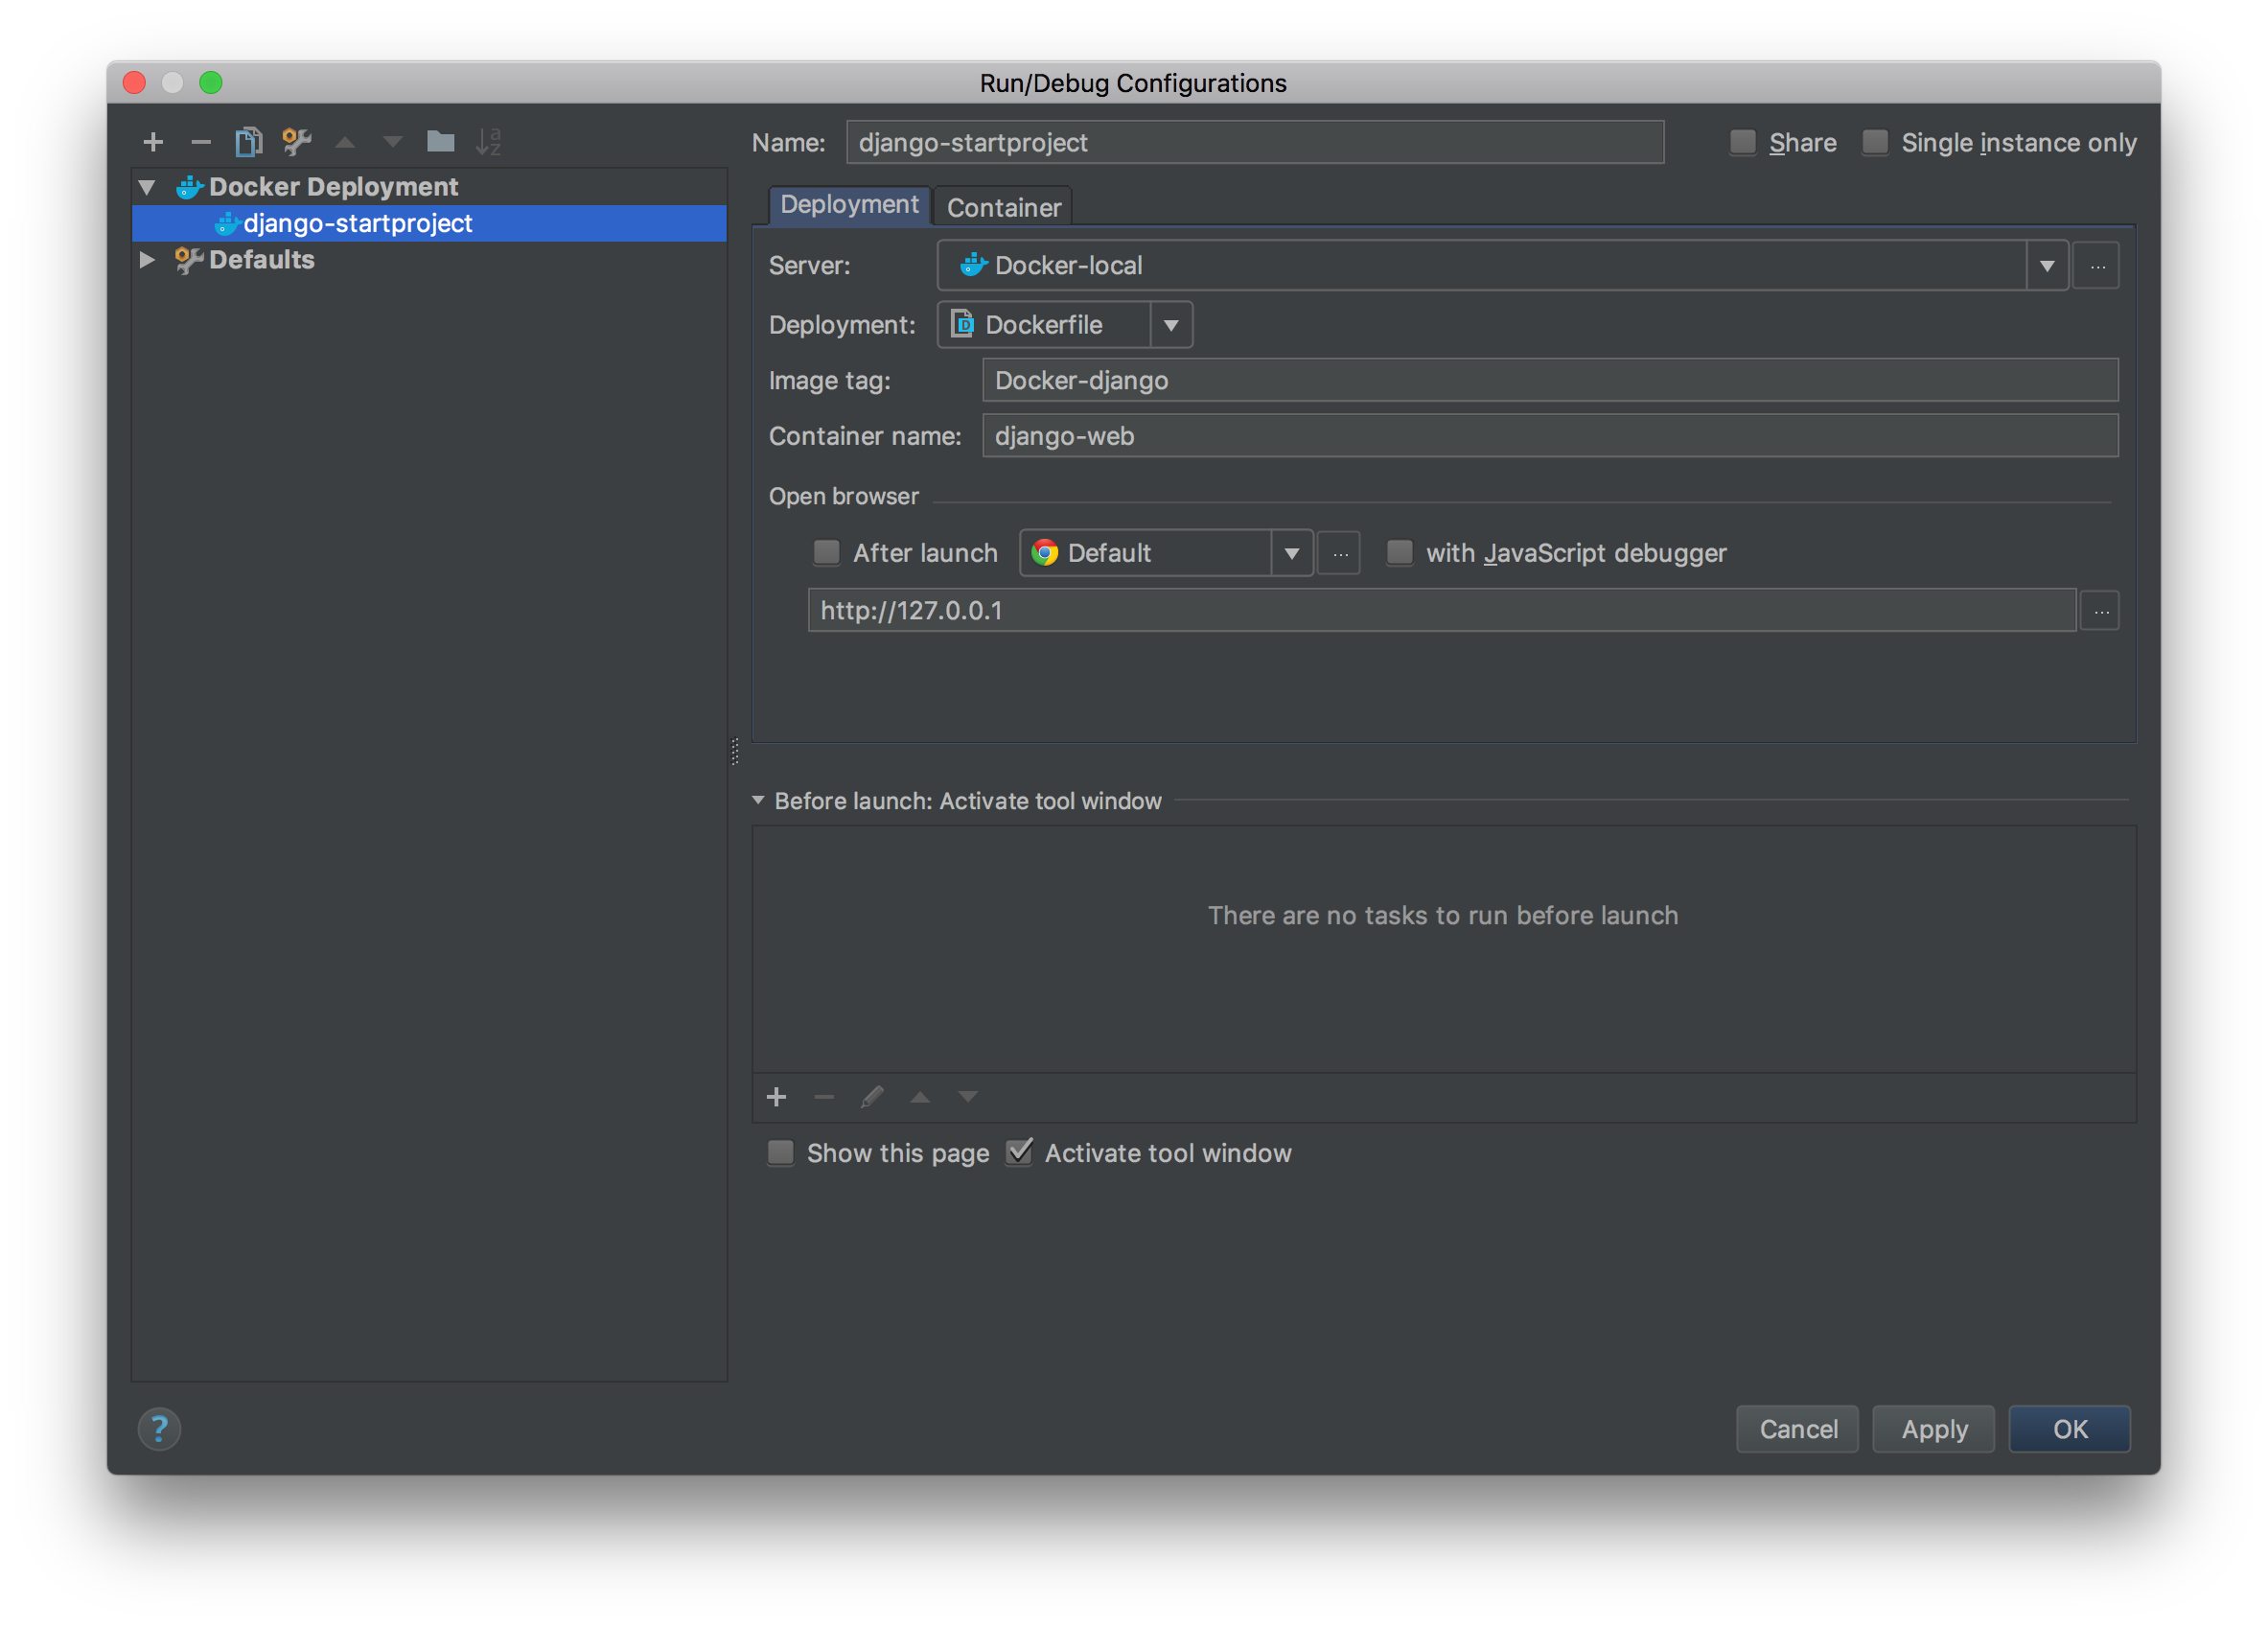 Run/Debug Configurations
Name: django-startproject Share Single instance only
Docker Deployment
django-startproject
Defaults
Deployment Container
Server: Docker-local ...
Deployment: Dockerfile
Image tag: Docker-django
Container name: django-web
Open browser
After launch Default ... with JavaScript debugger
http://127.0.0.1 ...
Before launch: Activate tool window
There are no tasks to run before launch
Show this page Activate tool window
? Cancel Apply OK